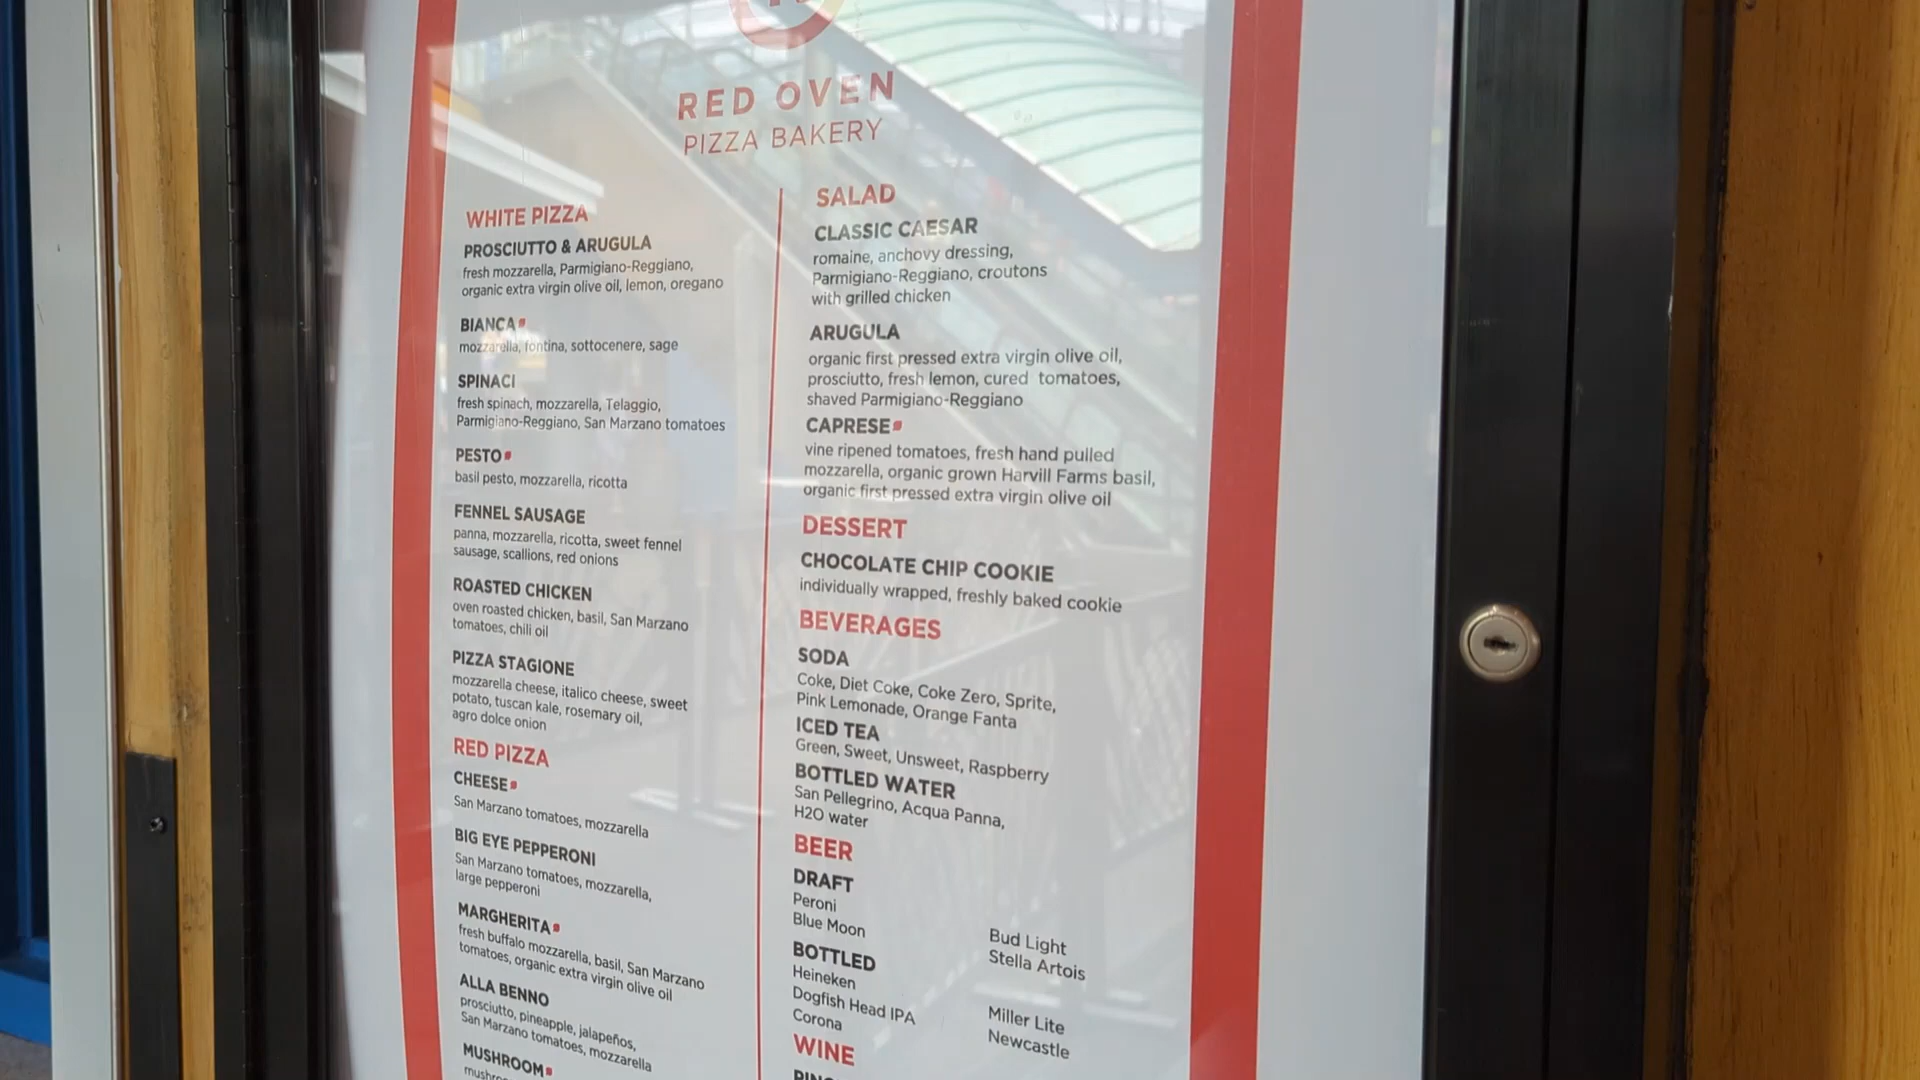 RED OVEN
PIZZA BAKERY
WHITE PIZZA
PROSCIUTTO & ARUGULA
fresh mozzarella, Parmigiano-Reggiano,
organic extra virgin olive oil, lemon, oregano
BIANCA
mozzarella, fontina, sottocenere, sage
SPINACI
fresh spinach, mozzarella, Telaggio,
Parmigiano-Reggiano, San Marzano tomatoes
PESTO
basil pesto, mozzarella, ricotta
FENNEL SAUSAGE
panna, mozzarella, ricotta, sweet fennel
sausage, scallions, red onions
ROASTED CHICKEN
oven roasted chicken, basil, San Marzano
tomatoes, chili oil
PIZZA STAGIONE
mozzarella cheese, italico cheese, sweet
potato, tuscan kale, rosemary oil,
agro dolce onion
RED PIZZA
CHEESE
San Marzano tomatoes, mozzarella
BIG EYE PEPPERONI
San Marzano tomatoes, mozzarella,
large pepperoni
MARGHERITA
fresh buffalo mozzarella, basil, San Marzano
tomatoes, organic extra virgin olive oil
ALLA BENNO
prosciutto, pineapple, jalapeños,
San Marzano tomatoes, mozzarella
MUSHROOM
SALAD
CLASSIC CAESAR
romaine, anchovy dressing,
Parmigiano-Reggiano, croutons
with grilled chicken
ARUGULA
organic first pressed extra virgin olive oil,
prosciutto, fresh lemon, cured tomatoes,
shaved Parmigiano-Reggiano
CAPRESE
vine ripened tomatoes, fresh hand pulled
mozzarella, organic grown Harvill Farms basil,
organic first pressed extra virgin olive oil
DESSERT
CHOCOLATE CHIP COOKIE
individually wrapped, freshly baked cookie
BEVERAGES
SODA
Coke, Diet Coke, Coke Zero, Sprite,
Pink Lemonade, Orange Fanta
ICED TEA
Green, Sweet, Unsweet, Raspberry
BOTTLED WATER
San Pellegrino, Acqua Panna,
H2O water
BEER
DRAFT
Peroni
Blue Moon
Bud Light
Stella Artois
BOTTLED
Heineken
Dogfish Head IPA
Corona
Miller Lite
Newcastle
WINE